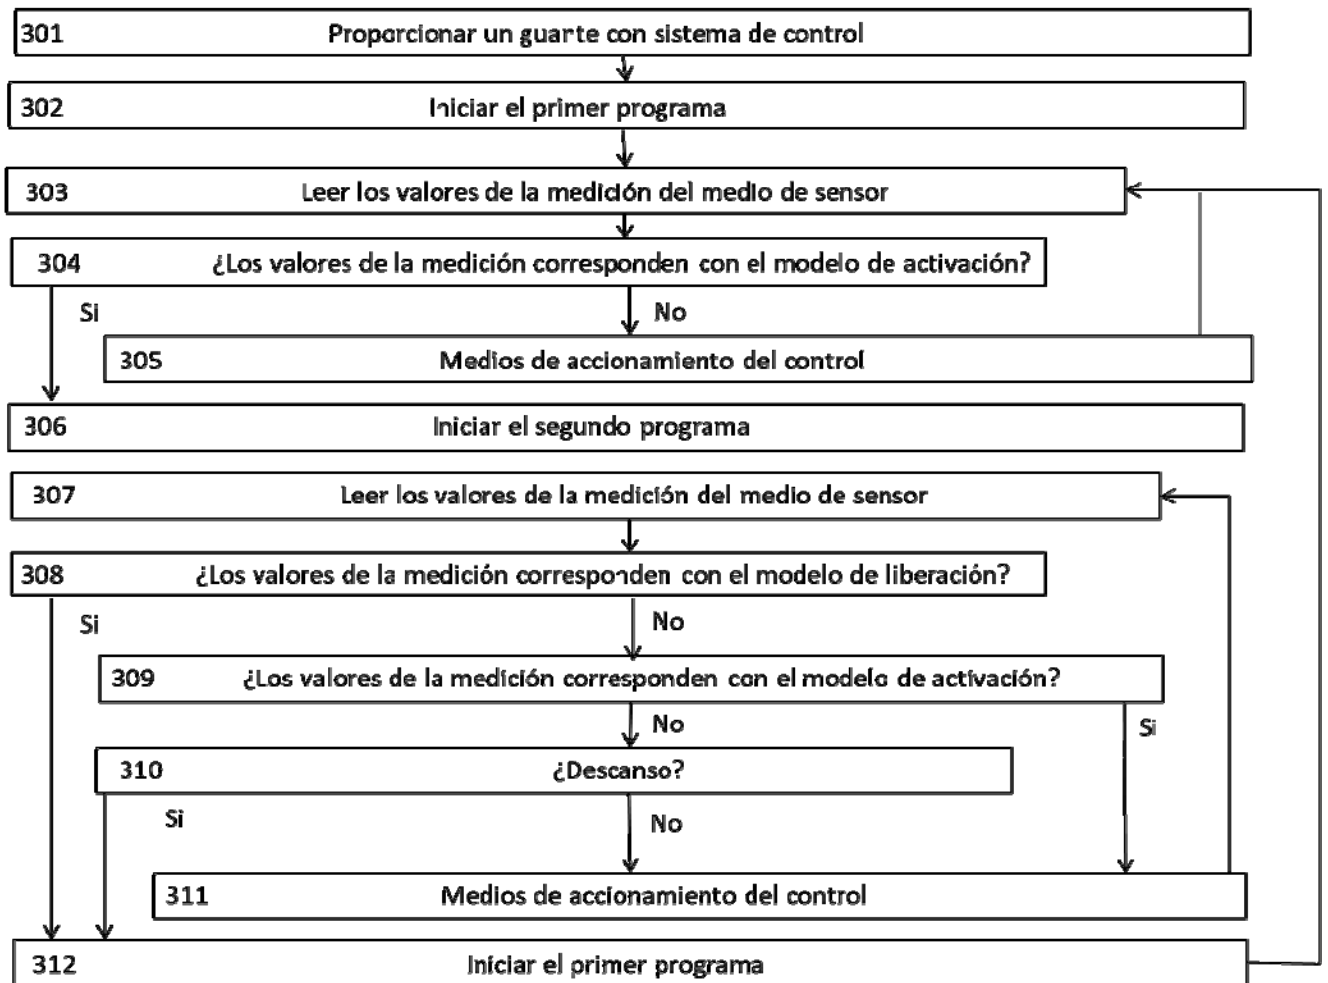 301 Proporcionar un guante con sistema de control
302 Iniciar el primer programa
303 Leer los valores de la medición del medio de sensor
304 ¿Los valores de la medición corresponden con el modelo de activación?
Si No
305 Medios de accionamiento del control
306 Iniciar el segundo programa
307 Leer los valores de la medición del medio de sensor
308 ¿Los valores de la medición corresponden con el modelo de liberación?
Si No
309 ¿Los valores de la medición corresponden con el modelo de activación?
No Si
310 ¿Descanso?
Si No
311 Medios de accionamiento del control
312 Iniciar el primer programa